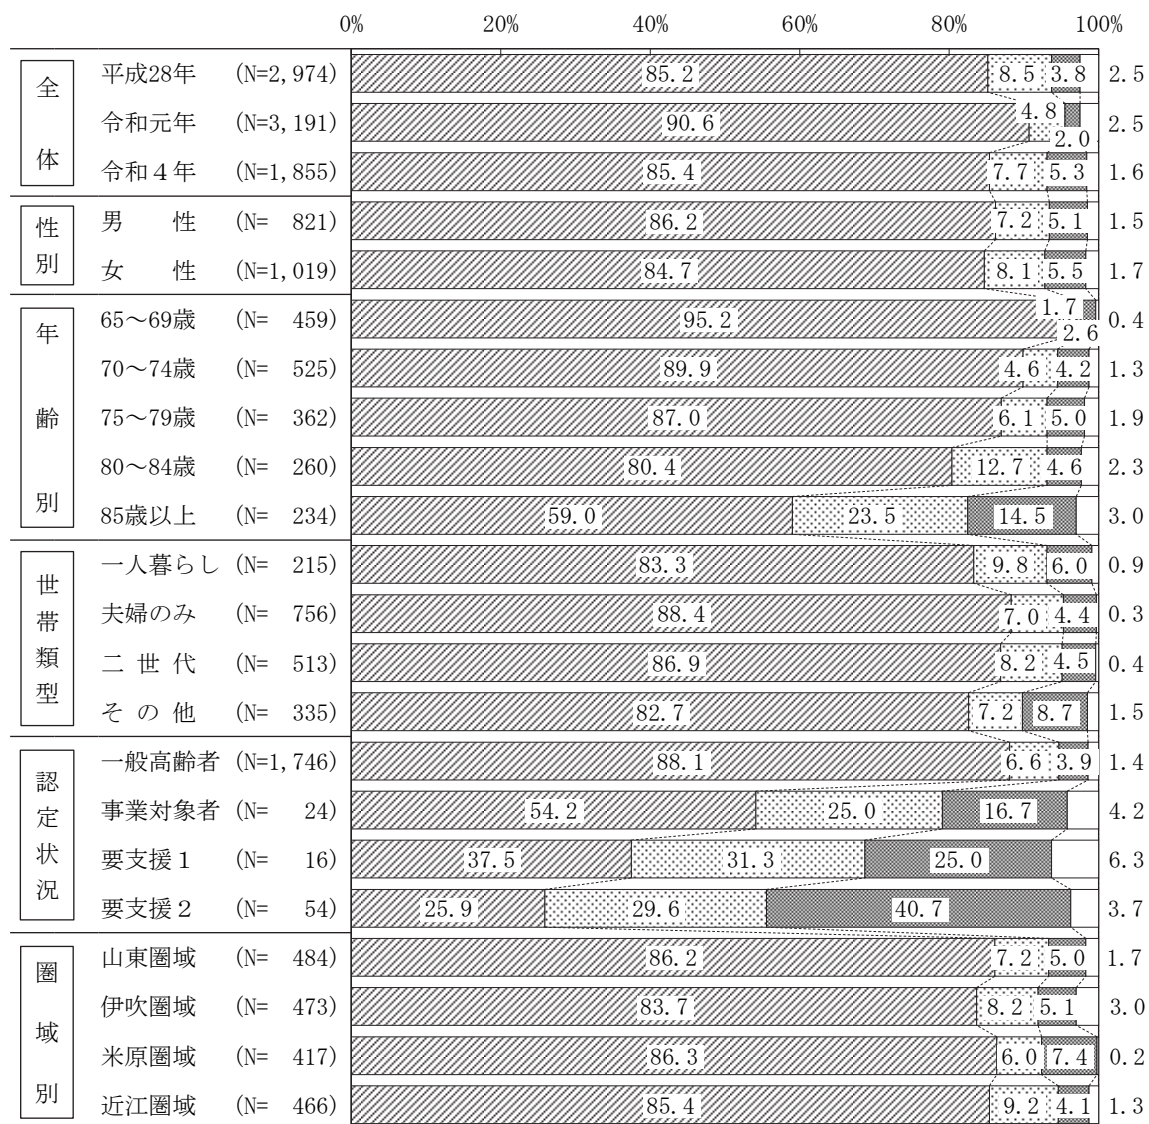 0% 20% 40% 60% 80% 100%
全体
平成28年 (N=2,974) 85.2 8.5 3.8 2.5
令和元年 (N=3,191) 90.6 4.8 2.0 2.5
令和４年 (N=1,855) 85.4 7.7 5.3 1.6
性別
男 性 (N= 821) 86.2 7.2 5.1 1.5
女 性 (N=1,019) 84.7 8.1 5.5 1.7
年齢別
65～69歳 (N= 459) 95.2 1.7 2.6 0.4
70～74歳 (N= 525) 89.9 4.6 4.2 1.3
75～79歳 (N= 362) 87.0 6.1 5.0 1.9
80～84歳 (N= 260) 80.4 12.7 4.6 2.3
85歳以上 (N= 234) 59.0 23.5 14.5 3.0
世帯類型
一人暮らし (N= 215) 83.3 9.8 6.0 0.9
夫婦のみ (N= 756) 88.4 7.0 4.4 0.3
二 世 代 (N= 513) 86.9 8.2 4.5 0.4
そ の 他 (N= 335) 82.7 7.2 8.7 1.5
認定状況
一般高齢者 (N=1,746) 88.1 6.6 3.9 1.4
事業対象者 (N= 24) 54.2 25.0 16.7 4.2
要支援１ (N= 16) 37.5 31.3 25.0 6.3
要支援２ (N= 54) 25.9 29.6 40.7 3.7
圏域別
山東圏域 (N= 484) 86.2 7.2 5.0 1.7
伊吹圏域 (N= 473) 83.7 8.2 5.1 3.0
米原圏域 (N= 417) 86.3 6.0 7.4 0.2
近江圏域 (N= 466) 85.4 9.2 4.1 1.3